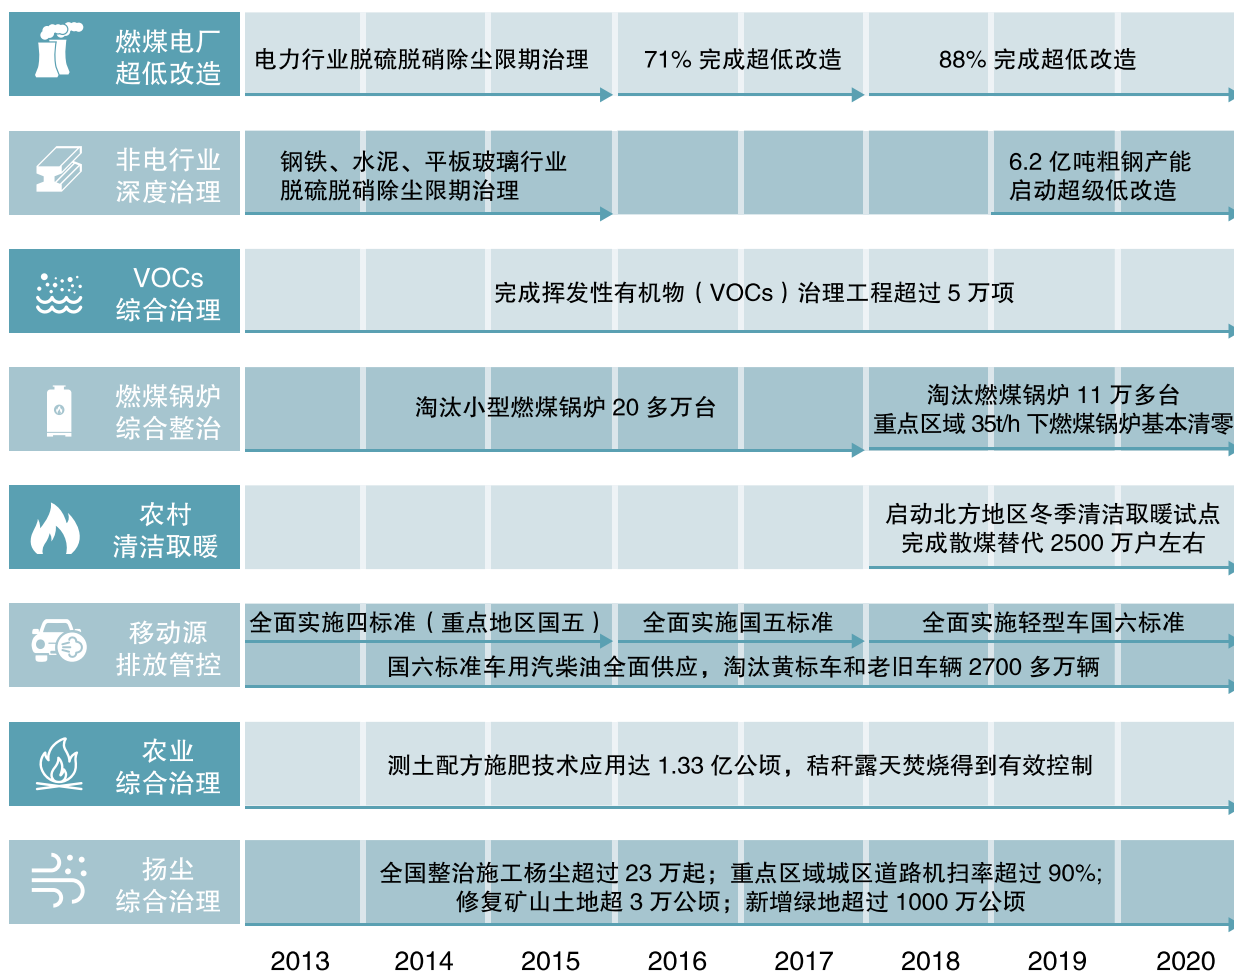 燃煤电厂
超低改造
电力行业脱硫脱硝除尘限期治理
71% 完成超低改造
88% 完成超低改造
非电行业
深度治理
钢铁、水泥、平板玻璃行业
脱硫脱硝除尘限期治理
6.2 亿吨粗钢产能
启动超级低改造
VOCs
综合治理
完成挥发性有机物（VOCs）治理工程超过 5 万项
燃煤锅炉
综合整治
淘汰小型燃煤锅炉 20 多万台
淘汰燃煤锅炉 11 万多台
重点区域 35t/h 下燃煤锅炉基本清零
农村
清洁取暖
启动北方地区冬季清洁取暖试点
完成散煤替代 2500 万户左右
移动源
排放管控
全面实施四标准（重点地区国五）
全面实施国五标准
全面实施轻型车国六标准
国六标准车用汽柴油全面供应，淘汰黄标车和老旧车辆 2700 多万辆
农业
综合治理
测土配方施肥技术应用达 1.33 亿公顷，秸秆露天焚烧得到有效控制
扬尘
综合治理
全国整治施工杨尘超过 23 万起；重点区域城区道路机扫率超过 90%;
修复矿山土地超 3 万公顷；新增绿地超过 1000 万公顷
2013 2014 2015 2016 2017 2018 2019 2020